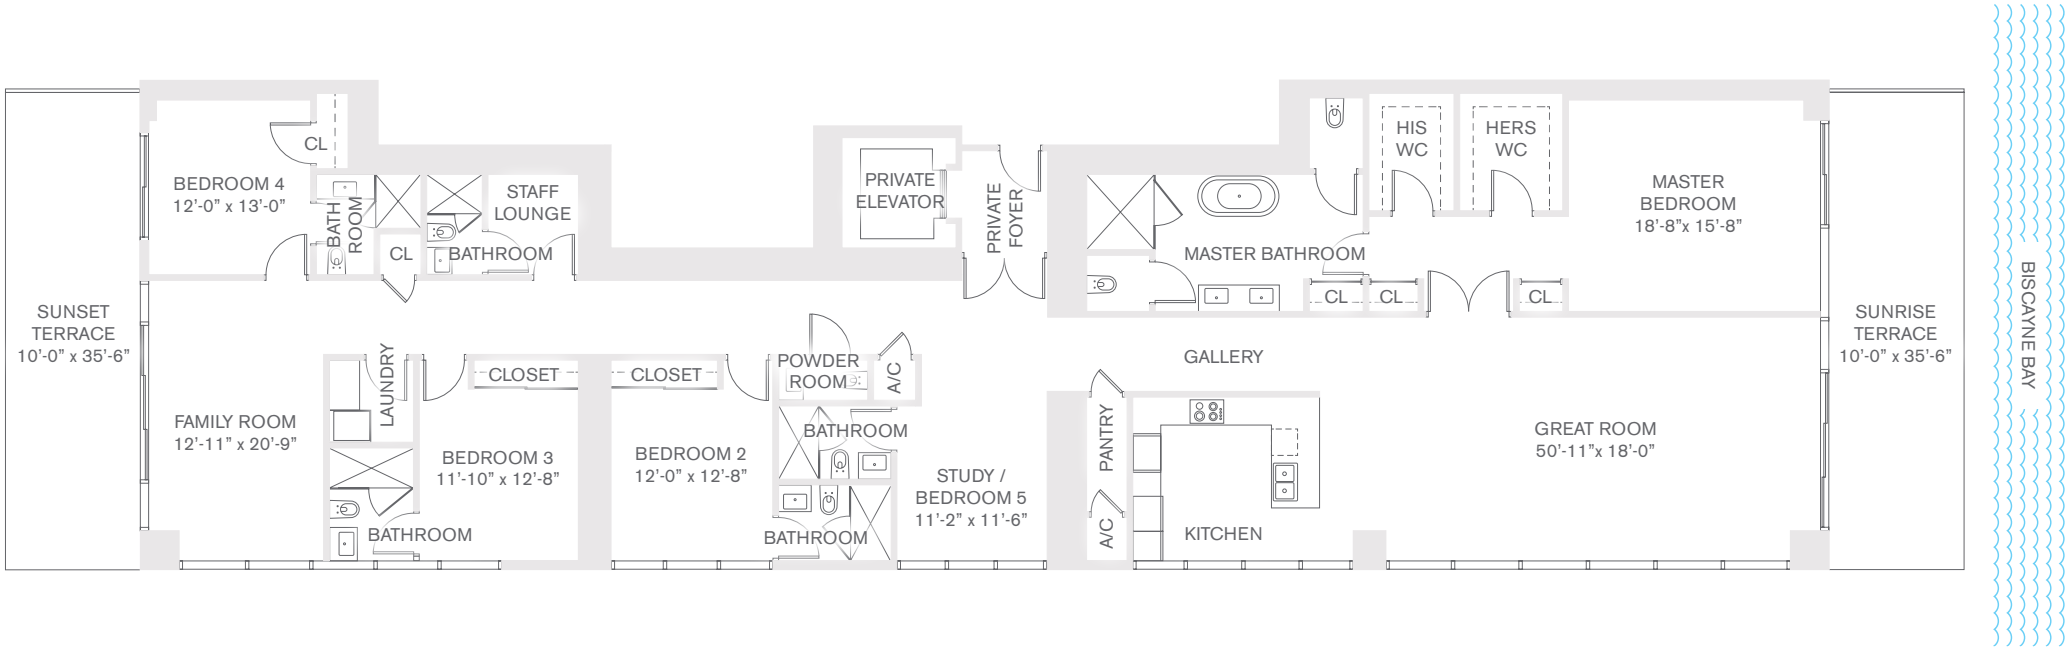 SUNSET
TERRACE
10'-0" x 35'-6"
BEDROOM 4
12'-0" x 13'-0"
CL
BATH
ROOM
CL
STAFF
LOUNGE
BATHROOM
FAMILY ROOM
12'-11" x 20'-9"
LAUNDRY
BATHROOM
CLOSET
BEDROOM 3
11'-10" x 12'-8"
CLOSET
BEDROOM 2
12'-0" x 12'-8"
POWDER
ROOM
A/C
BATHROOM
BATHROOM
STUDY /
BEDROOM 5
11'-2" x 11'-6"
PRIVATE
ELEVATOR
PRIVATE
FOYER
MASTER BATHROOM
HIS
WC
HERS
WC
CL
CL
CL
MASTER
BEDROOM
18'-8"x 15'-8"
GALLERY
PANTRY
A/C
KITCHEN
GREAT ROOM
50'-11"x 18'-0"
SUNRISE
TERRACE
10'-0" x 35'-6"
BISCAYNE BAY